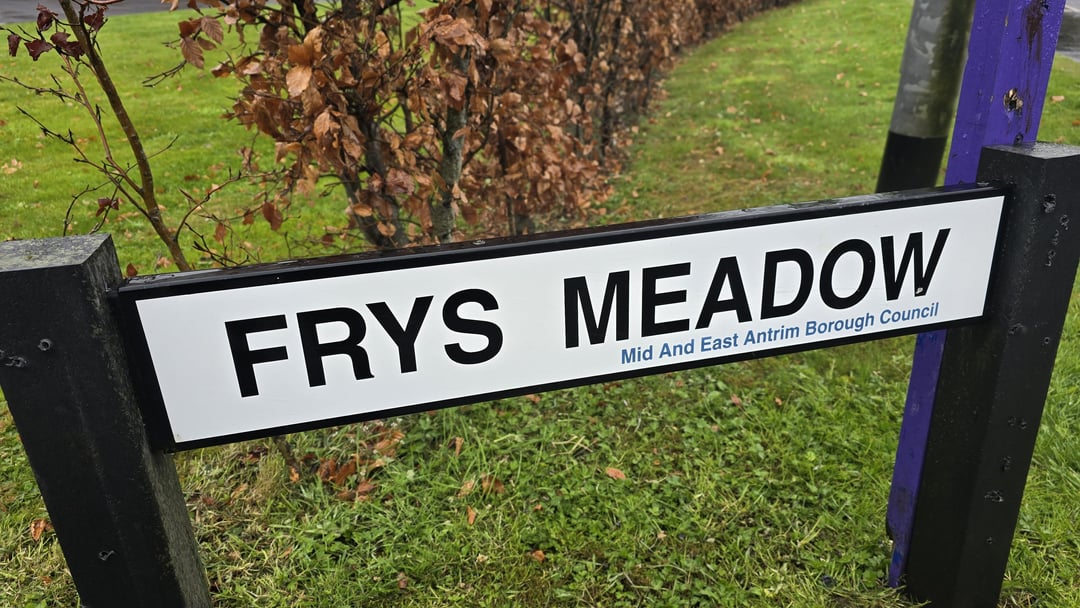 FRYS MEADOW
Mid And East Antrim Borough Council